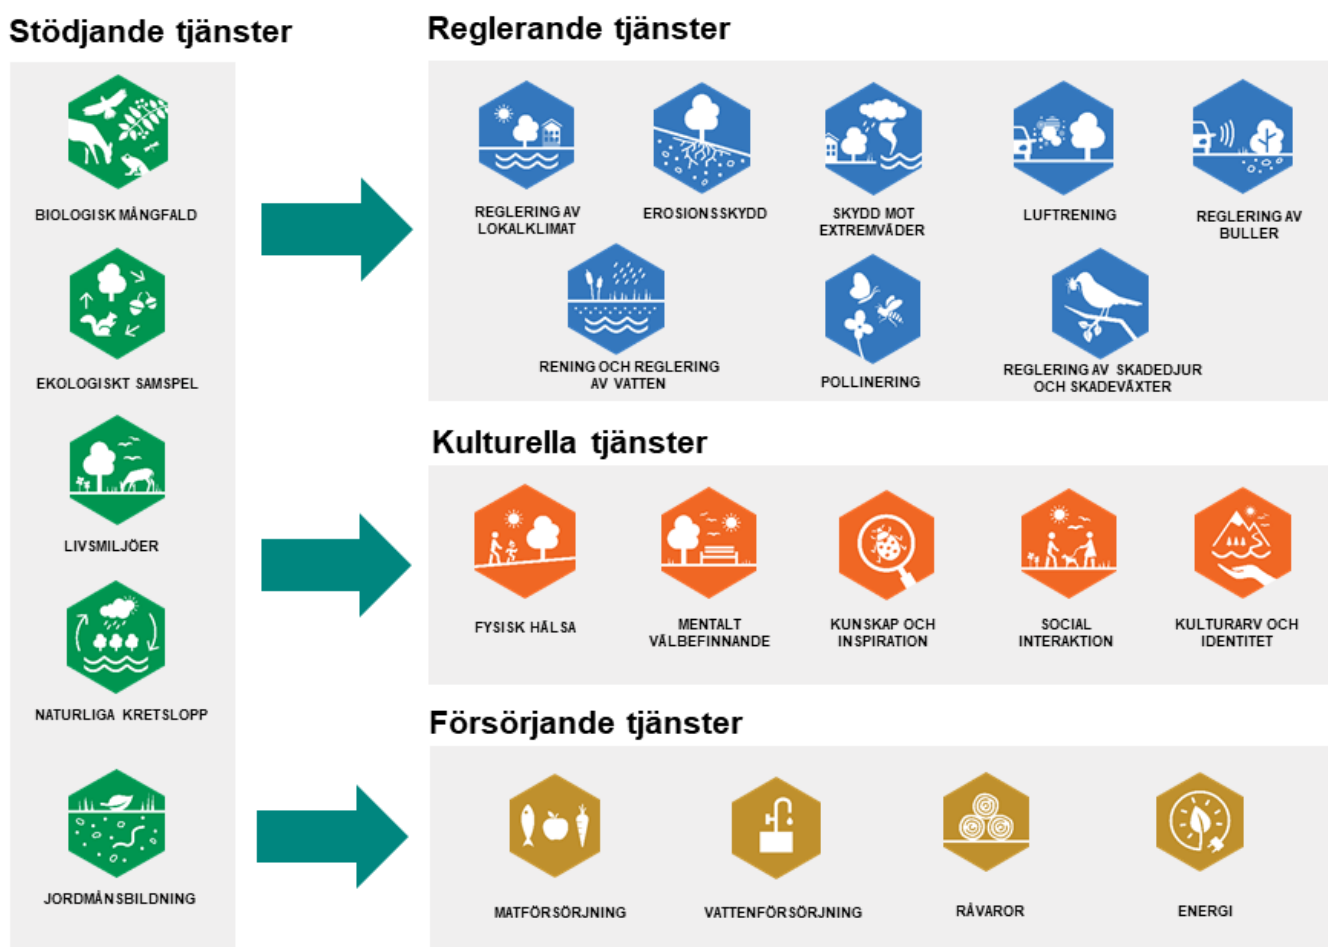 Stödjande tjänster
BIOLOGISK MÅNGFALD
EKOLOGISKT SAMSPEL
LIVSMILJÖER
NATURLIGA KRETSLOPP
JORDMÅNSBILDNING
Reglerande tjänster
REGLERING AV
LOKALKLIMAT
EROSIONSSKYDD
SKYDD MOT
EXTREMVÄDER
LUFTRENING
REGLERING AV
BULLER
RENING OCH REGLERING
AV VATTEN
POLLINERING
REGLERING AV SKADEDJUR
OCH SKADEVÄXTER
Kulturella tjänster
FYSISK HÄLSA
MENTALT
VÄLBEFINNANDE
KUNSKAP OCH
INSPIRATION
SOCIAL
INTERAKTION
KULTURARV OCH
IDENTITET
Försörjande tjänster
MATFÖRSÖRJNING
VATTENFÖRSÖRJNING
RÅVAROR
ENERGI